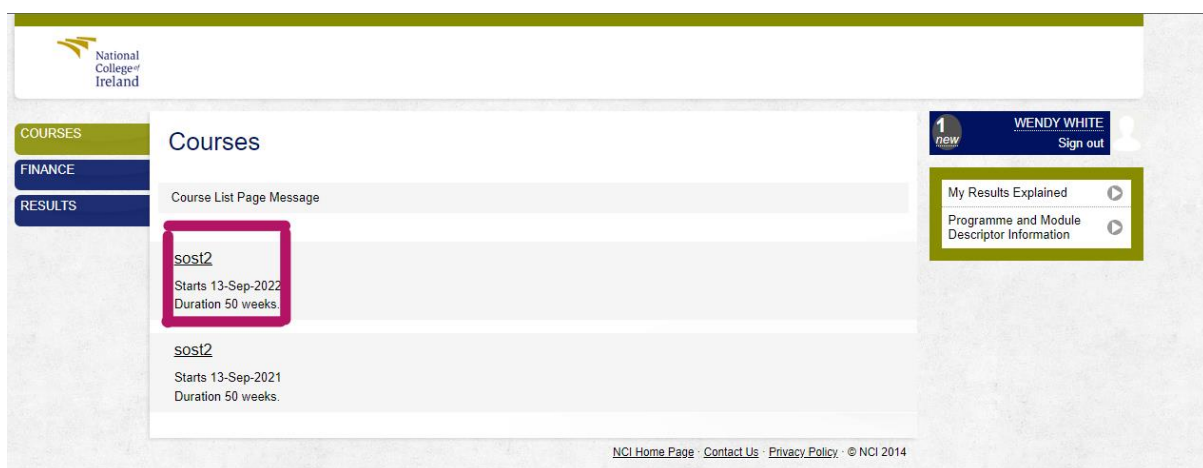 National
College of
Ireland
COURSES
FINANCE
RESULTS
Courses
Course List Page Message
sost2
Starts 13-Sep-2022
Duration 50 weeks.
sost2
Starts 13-Sep-2021
Duration 50 weeks.
1
new
WENDY WHITE
Sign out
My Results Explained
Programme and Module
Descriptor Information
NCI Home Page · Contact Us · Privacy Policy · © NCI 2014